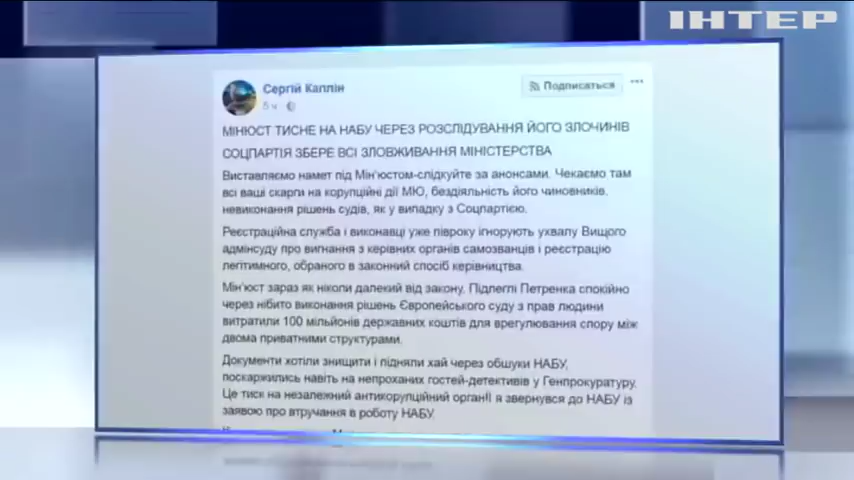 ІНТЕР
Сергій Каплін
Подписаться
5 ч
МІНЮСТ ТИСНЕ НА НАБУ ЧЕРЕЗ РОЗСЛІДУВАННЯ ЙОГО ЗЛОЧИНІВ
СОЦПАРТІЯ ЗБЕРЕ ВСІ ЗЛОВЖИВАННЯ МІНІСТЕРСТВА
Виставляємо намет під Мін'юстом-слідкуйте за анонсами. Чекаємо там
всі ваші скарги на корупційні дії МЮ, бездіяльність його чиновників,
невиконання рішень судів, як у випадку з Соцпартією.
Реєстраційна служба і виконавці уже півроку ігнорують ухвалу Вищого
адмінсуду про вигнання з керівних органів самозванців і реєстрацію
легітимного, обраного в законний спосіб керівництва.
Мін'юст зараз як ніколи далекий від закону. Підлеглі Петренка спокійно
через нібито виконання рішень Європейського суду з прав людини
витратили 100 мільйонів державних коштів для врегулювання спору між
двома приватними структурами.
Документи хотіли знищити і підняли хай через обшуки НАБУ,
поскаржились навіть на непроханих гостей-детективів у Генпрокуратуру.
Це тиск на незалежний антикорупційний орган!І я звернувся до НАБУ із
заявою про втручання в роботу НАБУ.